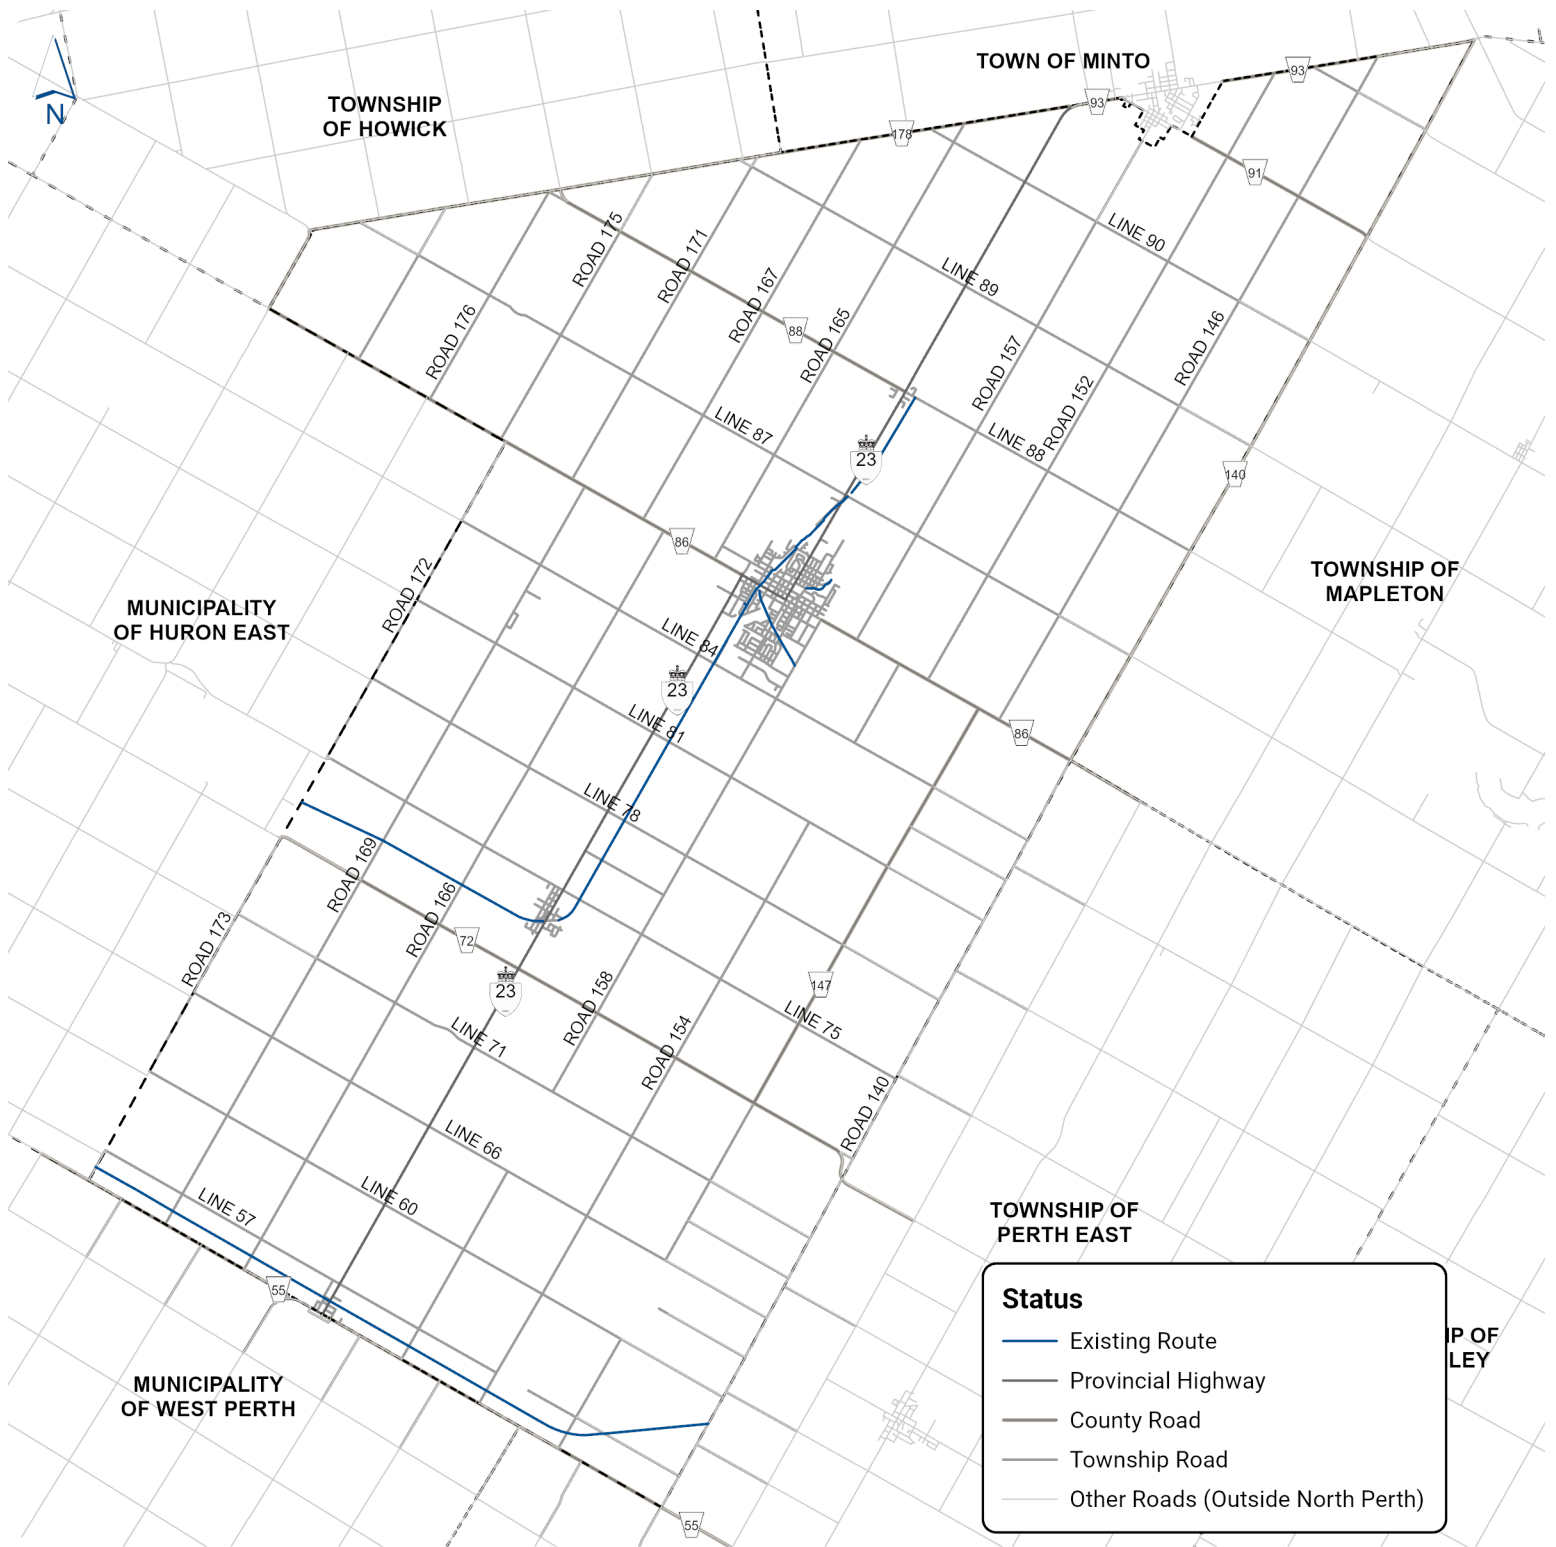 TOWN OF MINTO
93
93
TOWNSHIP
OF HOWICK
N
178
91
ROAD 175
ROAD 171
LINE 90
ROAD 167
LINE 89
ROAD 176
88
ROAD 165
ROAD 157
ROAD 146
ROAD 152
LINE 87
LINE 88
23
140
86
ROAD 172
TOWNSHIP OF
MAPLETON
MUNICIPALITY
OF HURON EAST
LINE 84
23
LINE 81
86
LINE 78
ROAD 169
ROAD 166
ROAD 173
72
23
ROAD 158
147
LINE 75
LINE 71
ROAD 154
ROAD 140
LINE 66
LINE 60
LINE 57
TOWNSHIP OF
PERTH EAST
55
Status
Existing Route
Provincial Highway
County Road
Township Road
Other Roads (Outside North Perth)
IP OF
LEY
MUNICIPALITY
OF WEST PERTH
55